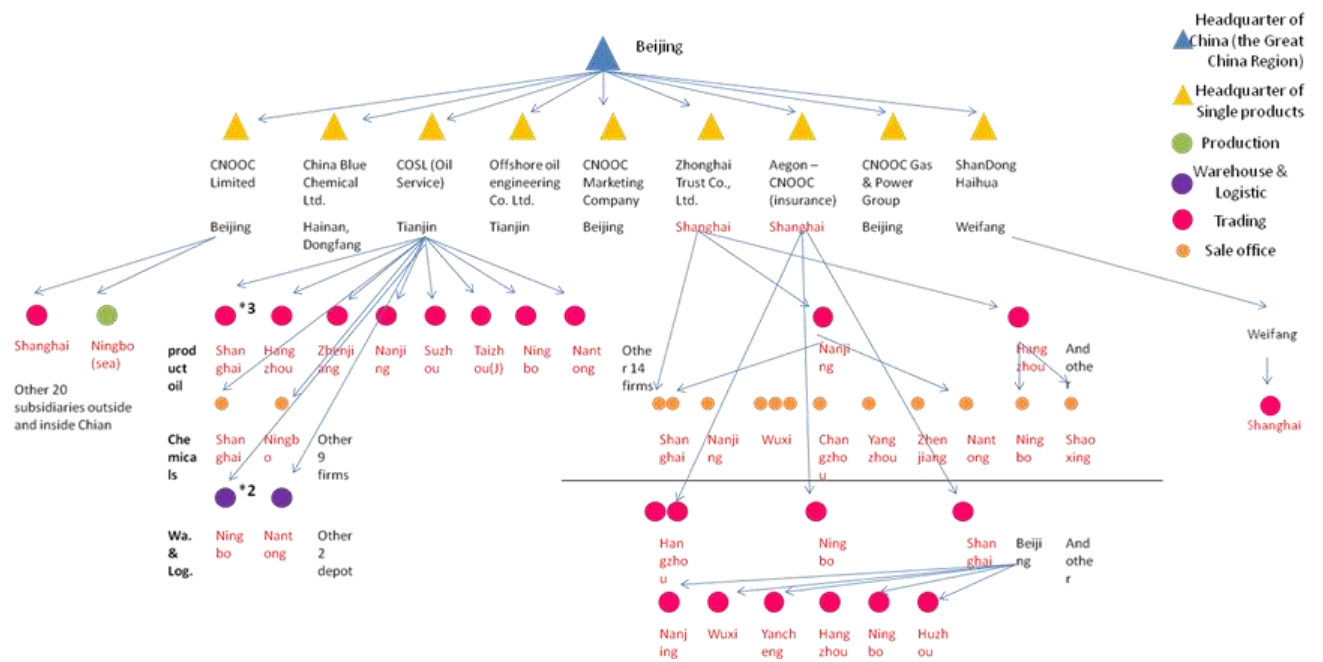 Beijing
Headquarter of
China (the Great
China Region)
Headquarter of
Single products
Production
Warehouse &
Logistic
Trading
Sale office
CNOOC
Limited
Beijing
China Blue
Chemical
Ltd.
Hainan,
Dongfang
COSL (Oil
Service)
Tianjin
Offshore oil
engineering
Co. Ltd.
Tianjin
CNOOC
Marketing
Company
Beijing
Zhonghai
Trust Co.,
Ltd.
Shanghai
Aegon –
CNOOC
(insurance)
Shanghai
CNOOC Gas
& Power
Group
Beijing
ShanDong
Haihua
Weifang
Shanghai
Ningbo
(sea)
Other 20
subsidiaries outside
and inside Chian
*3
prod
uct
oil
Shan
ghai
Hang
zhou
Zhenji
ang
Nanji
ng
Suzh
ou
Taizh
ou(J)
Ning
bo
Nant
ong
Othe
r 14
firms
Nanji
ng
Hang
zhou
And
othe
r
Weifang
Shanghai
Che
mica
ls
Shan
ghai
Ningb
o
Other
9
firms
Shan
ghai
Nanji
ng
Wuxi
Chan
gzho
u
Yang
zhou
Zhen
jiang
Nant
ong
Ning
bo
Shao
xing
*2
Wa.
&
Log.
Ning
bo
Nant
ong
Other
2
depot
Han
gzho
u
Ning
bo
Shan
ghai
Beiji
ng
And
othe
r
Nanj
ing
Wuxi
Yanch
eng
Hang
zhou
Ning
bo
Huzh
ou